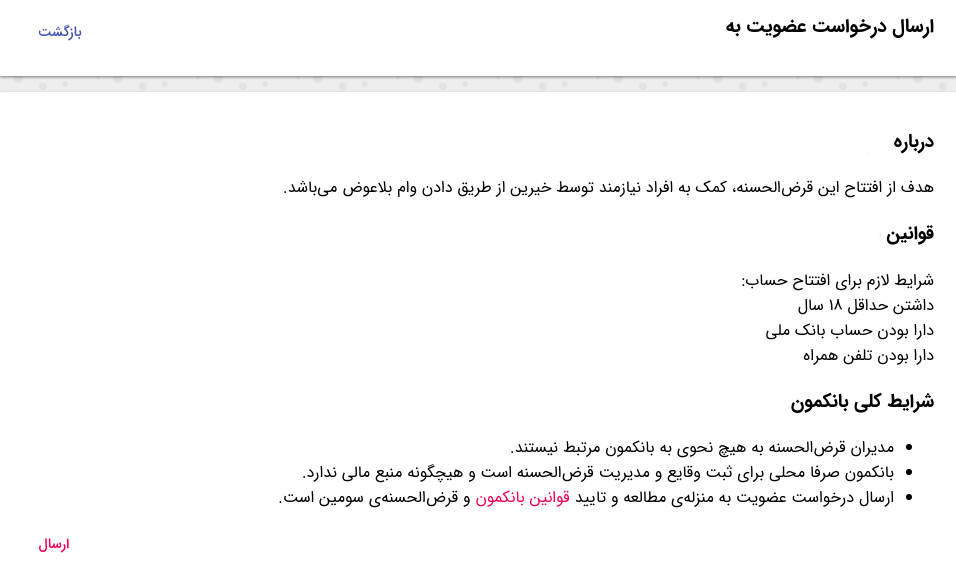 ارسال درخواست عضویت به
بازگشت
درباره
هدف از افتتاح این قرض‌الحسنه، کمک به افراد نیازمند توسط خیرین از طریق دادن وام بلاعوض می‌باشد.
قوانین
شرایط لازم برای افتتاح حساب:
داشتن حداقل ۱۸ سال
دارا بودن حساب بانک ملی
دارا بودن تلفن همراه
شرایط کلی بانکمون
• مدیران قرض‌الحسنه به هیچ نحوی به بانکمون مرتبط نیستند.
• بانکمون صرفا محلی برای ثبت وقایع و مدیریت قرض‌الحسنه است و هیچگونه منبع مالی ندارد.
• ارسال درخواست عضویت به منزله‌ی مطالعه و تایید قوانین بانکمون و قرض‌الحسنه‌ی سومین است.
ارسال